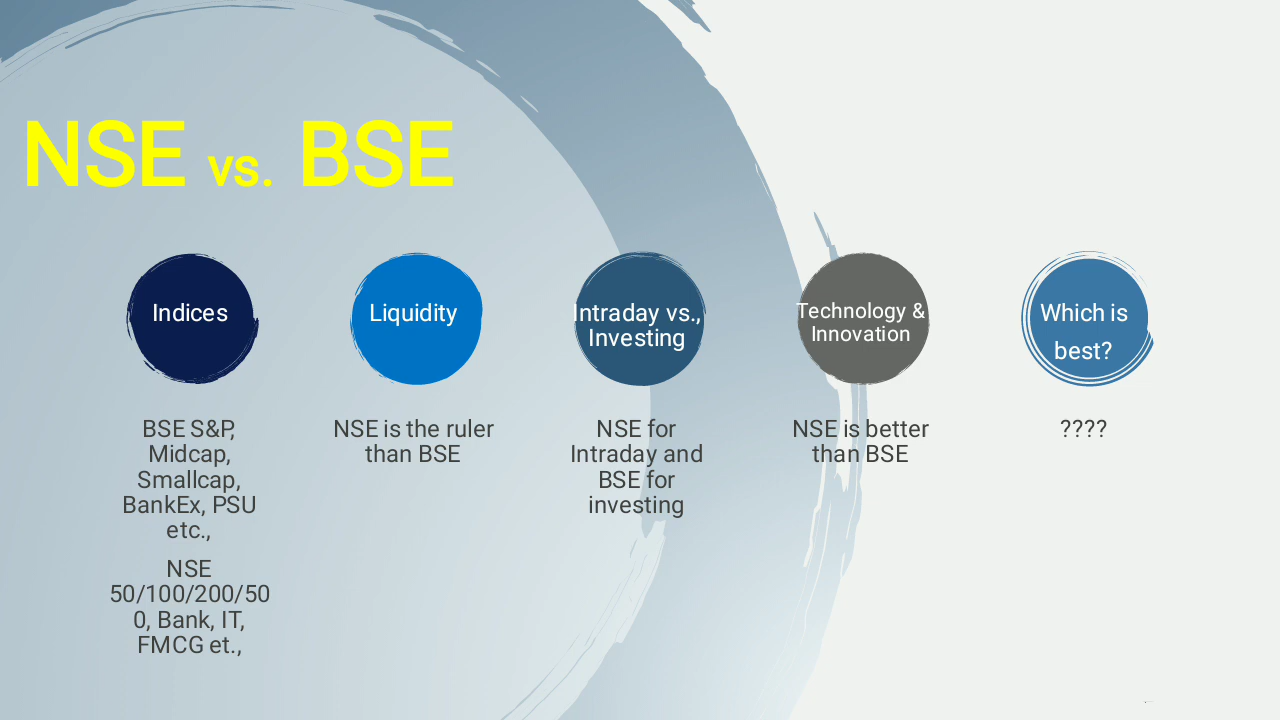 NSE vs. BSE
Indices
BSE S&P,
Midcap,
Smallcap,
BankEx, PSU
etc.,
NSE
50/100/200/50
0, Bank, IT,
FMCG et.,
Liquidity
NSE is the ruler
than BSE
Intraday vs.,
Investing
NSE for
Intraday and
BSE for
investing
Technology &
Innovation
NSE is better
than BSE
Which is
best?
????